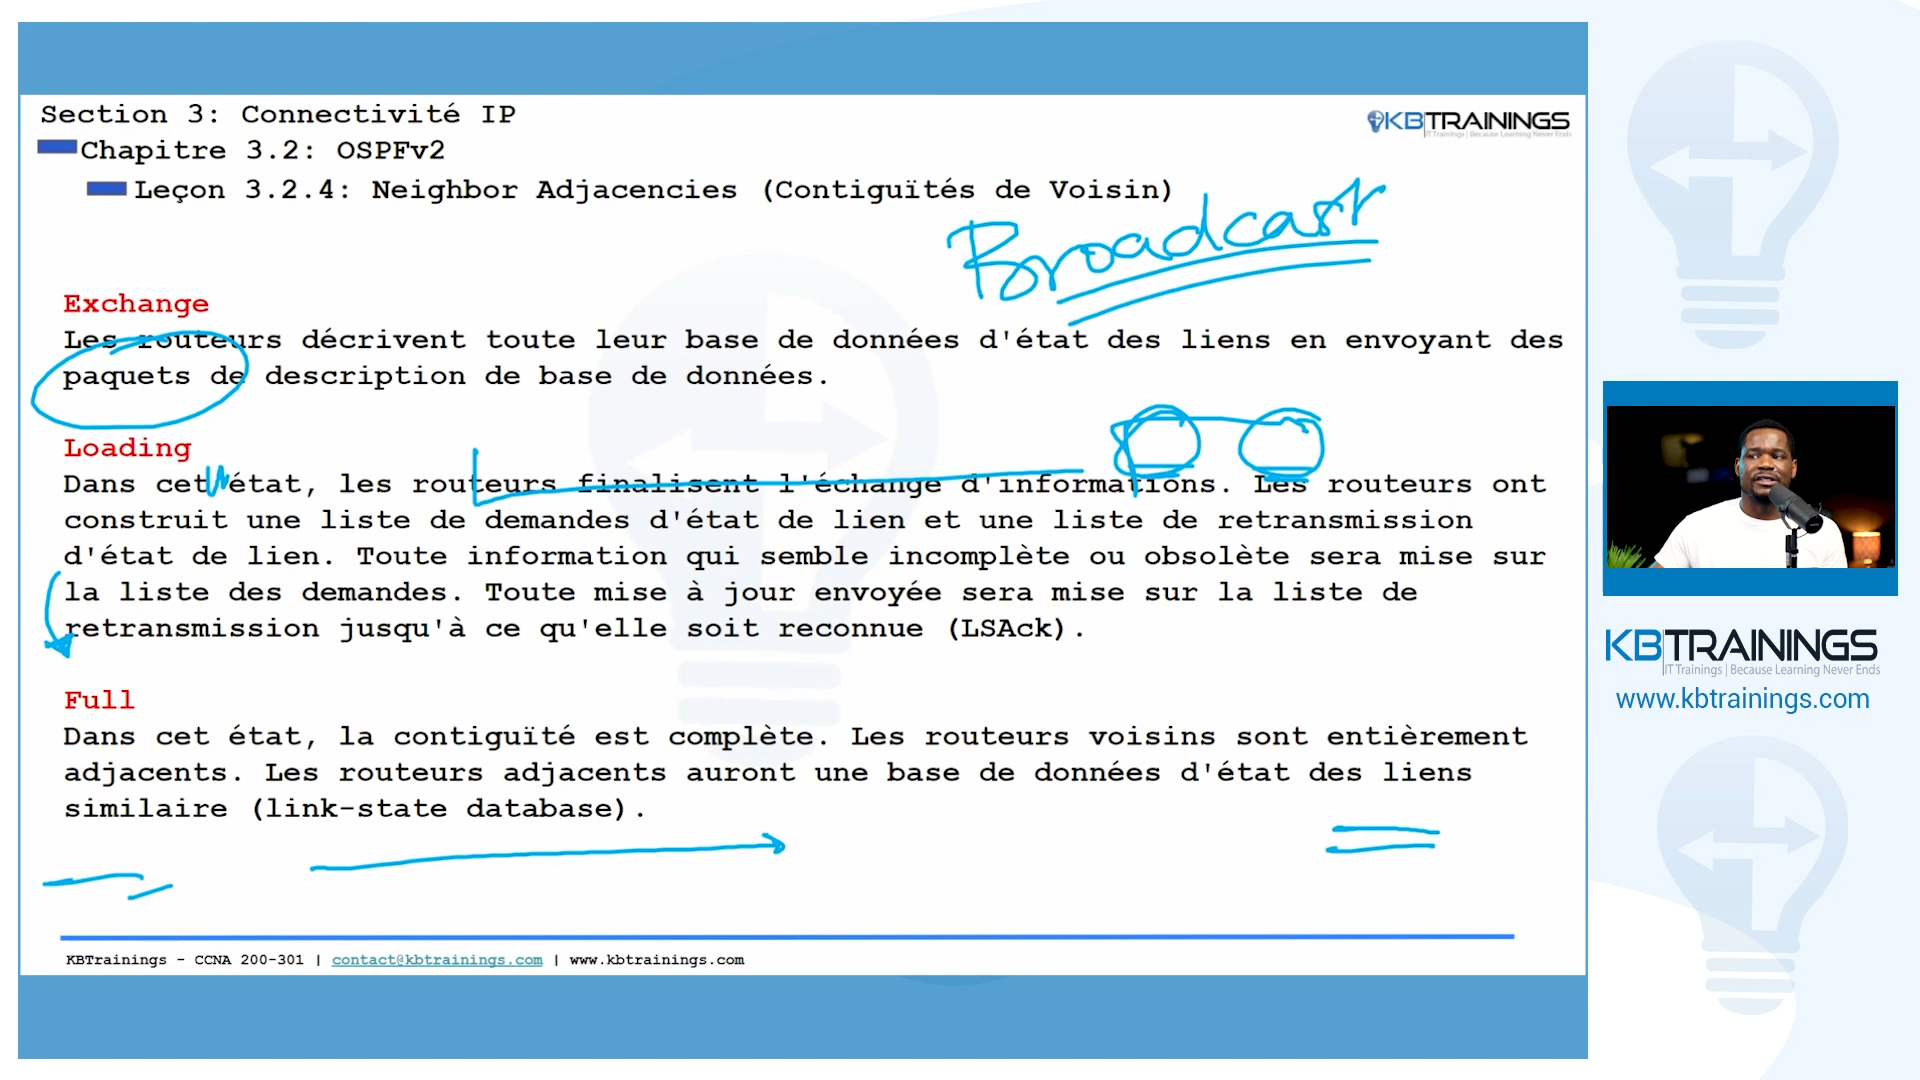 Section 3: Connectivité IP
Chapitre 3.2: OSPFv2
Leçon 3.2.4: Neighbor Adjacencies (Contiguïtés de Voisin)
KBTRAININGS
IT Trainings | Because Learning Never Ends
Broadcast
Exchange
Les routeurs décrivent toute leur base de données d'état des liens en envoyant des
paquets de description de base de données.
Loading
Dans cet état, les routeurs finalisent l'échange d'informations. Les routeurs ont
construit une liste de demandes d'état de lien et une liste de retransmission
d'état de lien. Toute information qui semble incomplète ou obsolète sera mise sur
la liste des demandes. Toute mise à jour envoyée sera mise sur la liste de
retransmission jusqu'à ce qu'elle soit reconnue (LSAck).
Full
Dans cet état, la contiguïté est complète. Les routeurs voisins sont entièrement
adjacents. Les routeurs adjacents auront une base de données d'état des liens
similaire (link-state database).
KBTrainings - CCNA 200-301 | contact@kbtrainings.com | www.kbtrainings.com
KBTRAININGS
IT Trainings | Because Learning Never Ends
www.kbtrainings.com